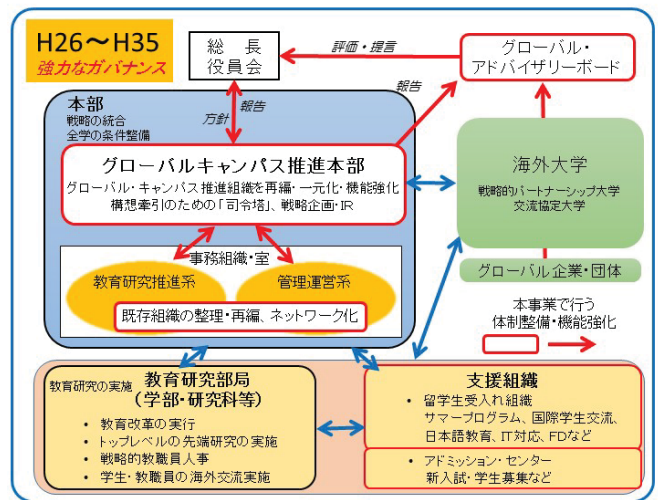 H26～H35
強力なガバナンス
総　長
役員会
評価・提言
グローバル・
アドバイザリーボード
報告
本部
戦略の統合
全学の条件整備
方針
報告
グローバルキャンパス推進本部
グローバル・キャンパス推進組織を再編・一元化・機能強化
構想牽引のための「司令塔」、戦略企画・IR
海外大学
戦略的パートナーシップ大学
交流協定大学
グローバル企業・団体
事務組織・室
教育研究推進系
管理運営系
既存組織の整理・再編、ネットワーク化
本事業で行う
体制整備・機能強化
教育研究の実施
教育研究部局
(学部・研究科等)
• 教育改革の実行
• トップレベルの先端研究の実施
• 戦略的教職員人事
• 学生・教職員の海外交流実施
支援組織
• 留学生受入れ組織
サマープログラム、国際学生交流、
日本語教育、IT対応、FDなど
• アドミッション・センター
新入試・学生募集など